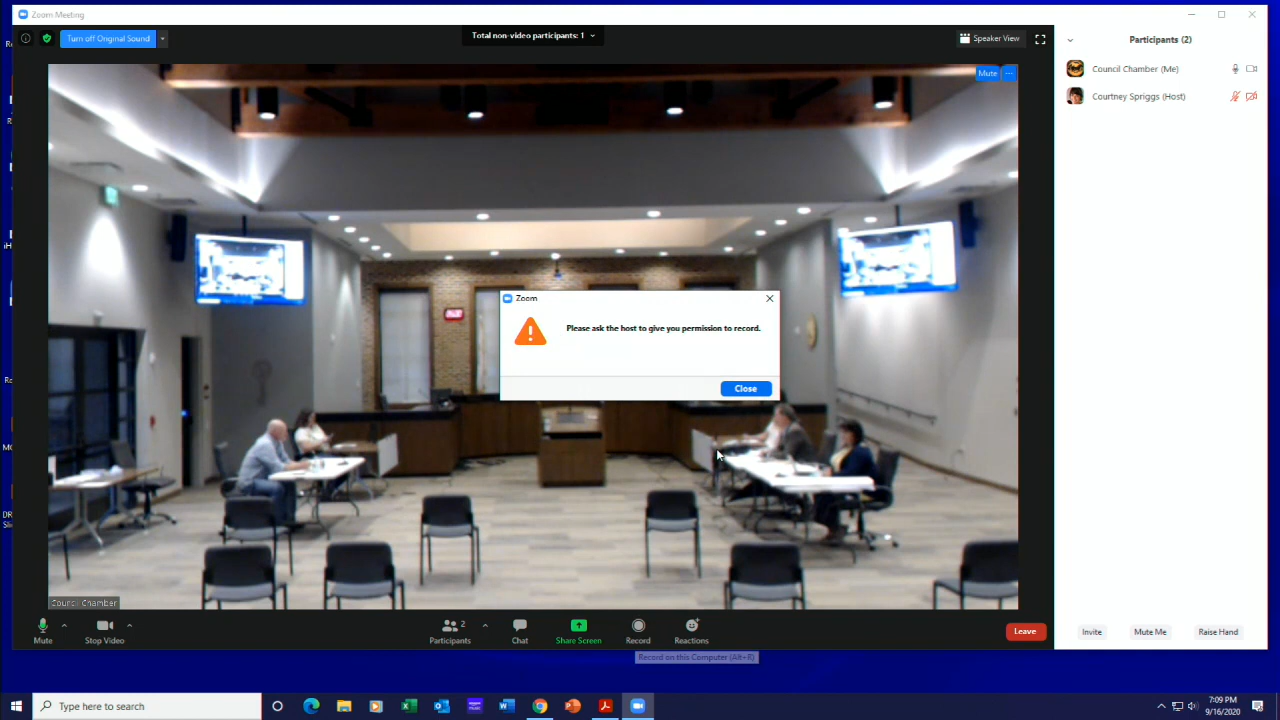 Zoom Meeting
Turn off Original Sound
Total non-video participants: 1
Speaker View
Participants (2)
Mute
...
Council Chamber (Me)
Courtney Spriggs (Host)
Zoom
Please ask the host to give you permission to record.
Close
Council Chamber
Mute
Stop Video
2
Participants
Chat
Share Screen
Record
Reactions
Leave
Invite
Mute Me
Raise Hand
Record on this Computer (Alt+R)
Type here to search
7:09 PM
9/16/2020